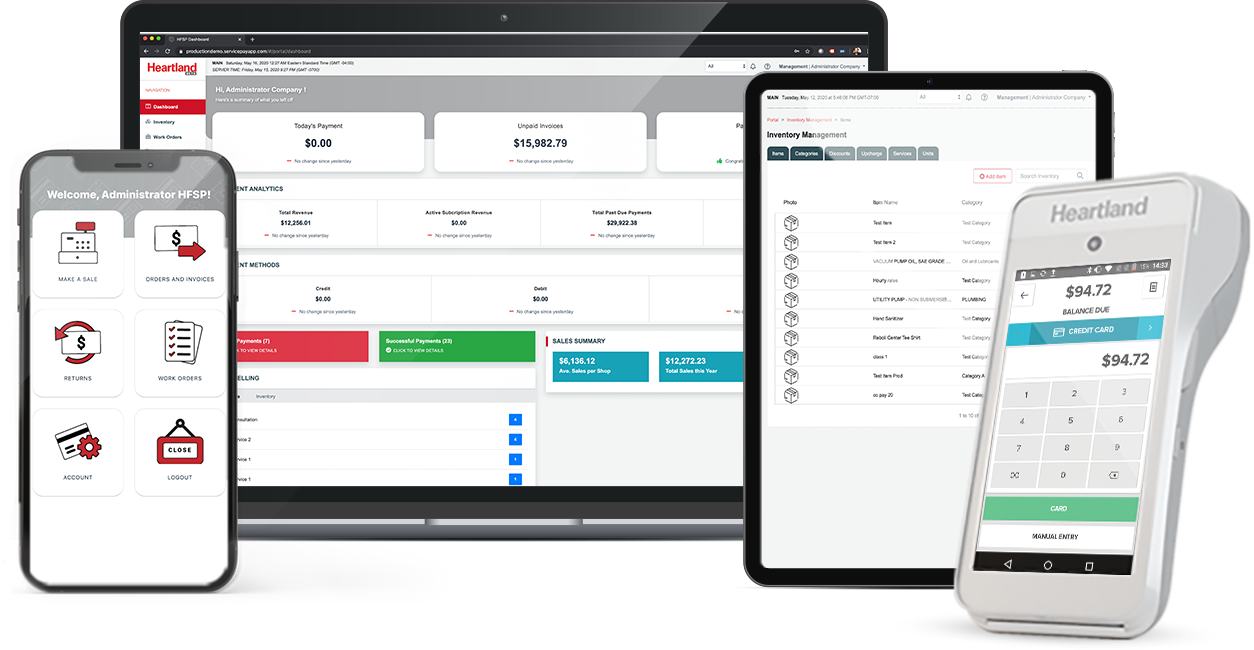 HFSP Dashboard
productiondemo.servicepayapp.com/#/portal/dashboard
Heartland
BETA
MAIN Saturday, May 16, 2020 12:27 AM Eastern Standard Time (GMT -04:00)
SERVER TIME: Friday, May 15, 2020 9:27 PM (GMT -07:00)
All
Management | Administrator Company
NAVIGATION
Dashboard
Inventory
Work Orders
Hi, Administrator Company !
Here's a summary of what you left off
Today's Payment
$0.00
No change since yesterday
Unpaid Invoices
$15,982.79
No change since yesterday
Pa
Congrat
ENT ANALYTICS
Total Revenue
$12,256.01
No change since yesterday
Active Subcription Revenue
$0.00
No change since yesterday
Total Past Due Payments
$29,922.38
No change since yesterday
ENT METHODS
Credit
$0.00
No change since yesterday
Debit
$0.00
No change since yesterday
No
Payments (7)
K TO VIEW DETAILS
Successful Payments (23)
CLICK TO VIEW DETAILS
SALES SUMMARY
$6,136.12
Ave. Sales per Shop
$12,272.23
Total Sales this Year
ELLING
Inventory
nsultation
4
rvice 2
4
vice 1
1
vice 1
1
Welcome, Administrator HFSP!
MAKE A SALE
ORDERS AND INVOICES
RETURNS
WORK ORDERS
CLOSE
ACCOUNT
LOGOUT
MAIN Tuesday, May 12, 2020 at 5:48:06 PM GMT-07:00
All
Management | Administrator Company
Portal > Inventory Management > Items
Inventory Management
Items
Categories
Discounts
Upcharge
Services
Units
Add item
Search Inventory
Photo
Item Name
Category
Test Item
Test Category
Test Item 2
Test Category
VACUUM PUMP OIL, SAE GRADE ...
Oil and Lubricants
Hourly rates
Test Category
UTILITY PUMP - NON SUBMERSIB...
PLUMBING
Hand Sanitizer
Test Category
Reboli Center Tee Shirt
Test Category
class 1
Test Catego
Test Item Prod
Category A
cc pay 20
Test Categ
1 to 10 of
Heartland
15% 14:33
$94.72
BALANCE DUE
CREDIT CARD
$94.72
1 2 3
4 5 6
7 8 9
0
CARD
MANUAL ENTRY